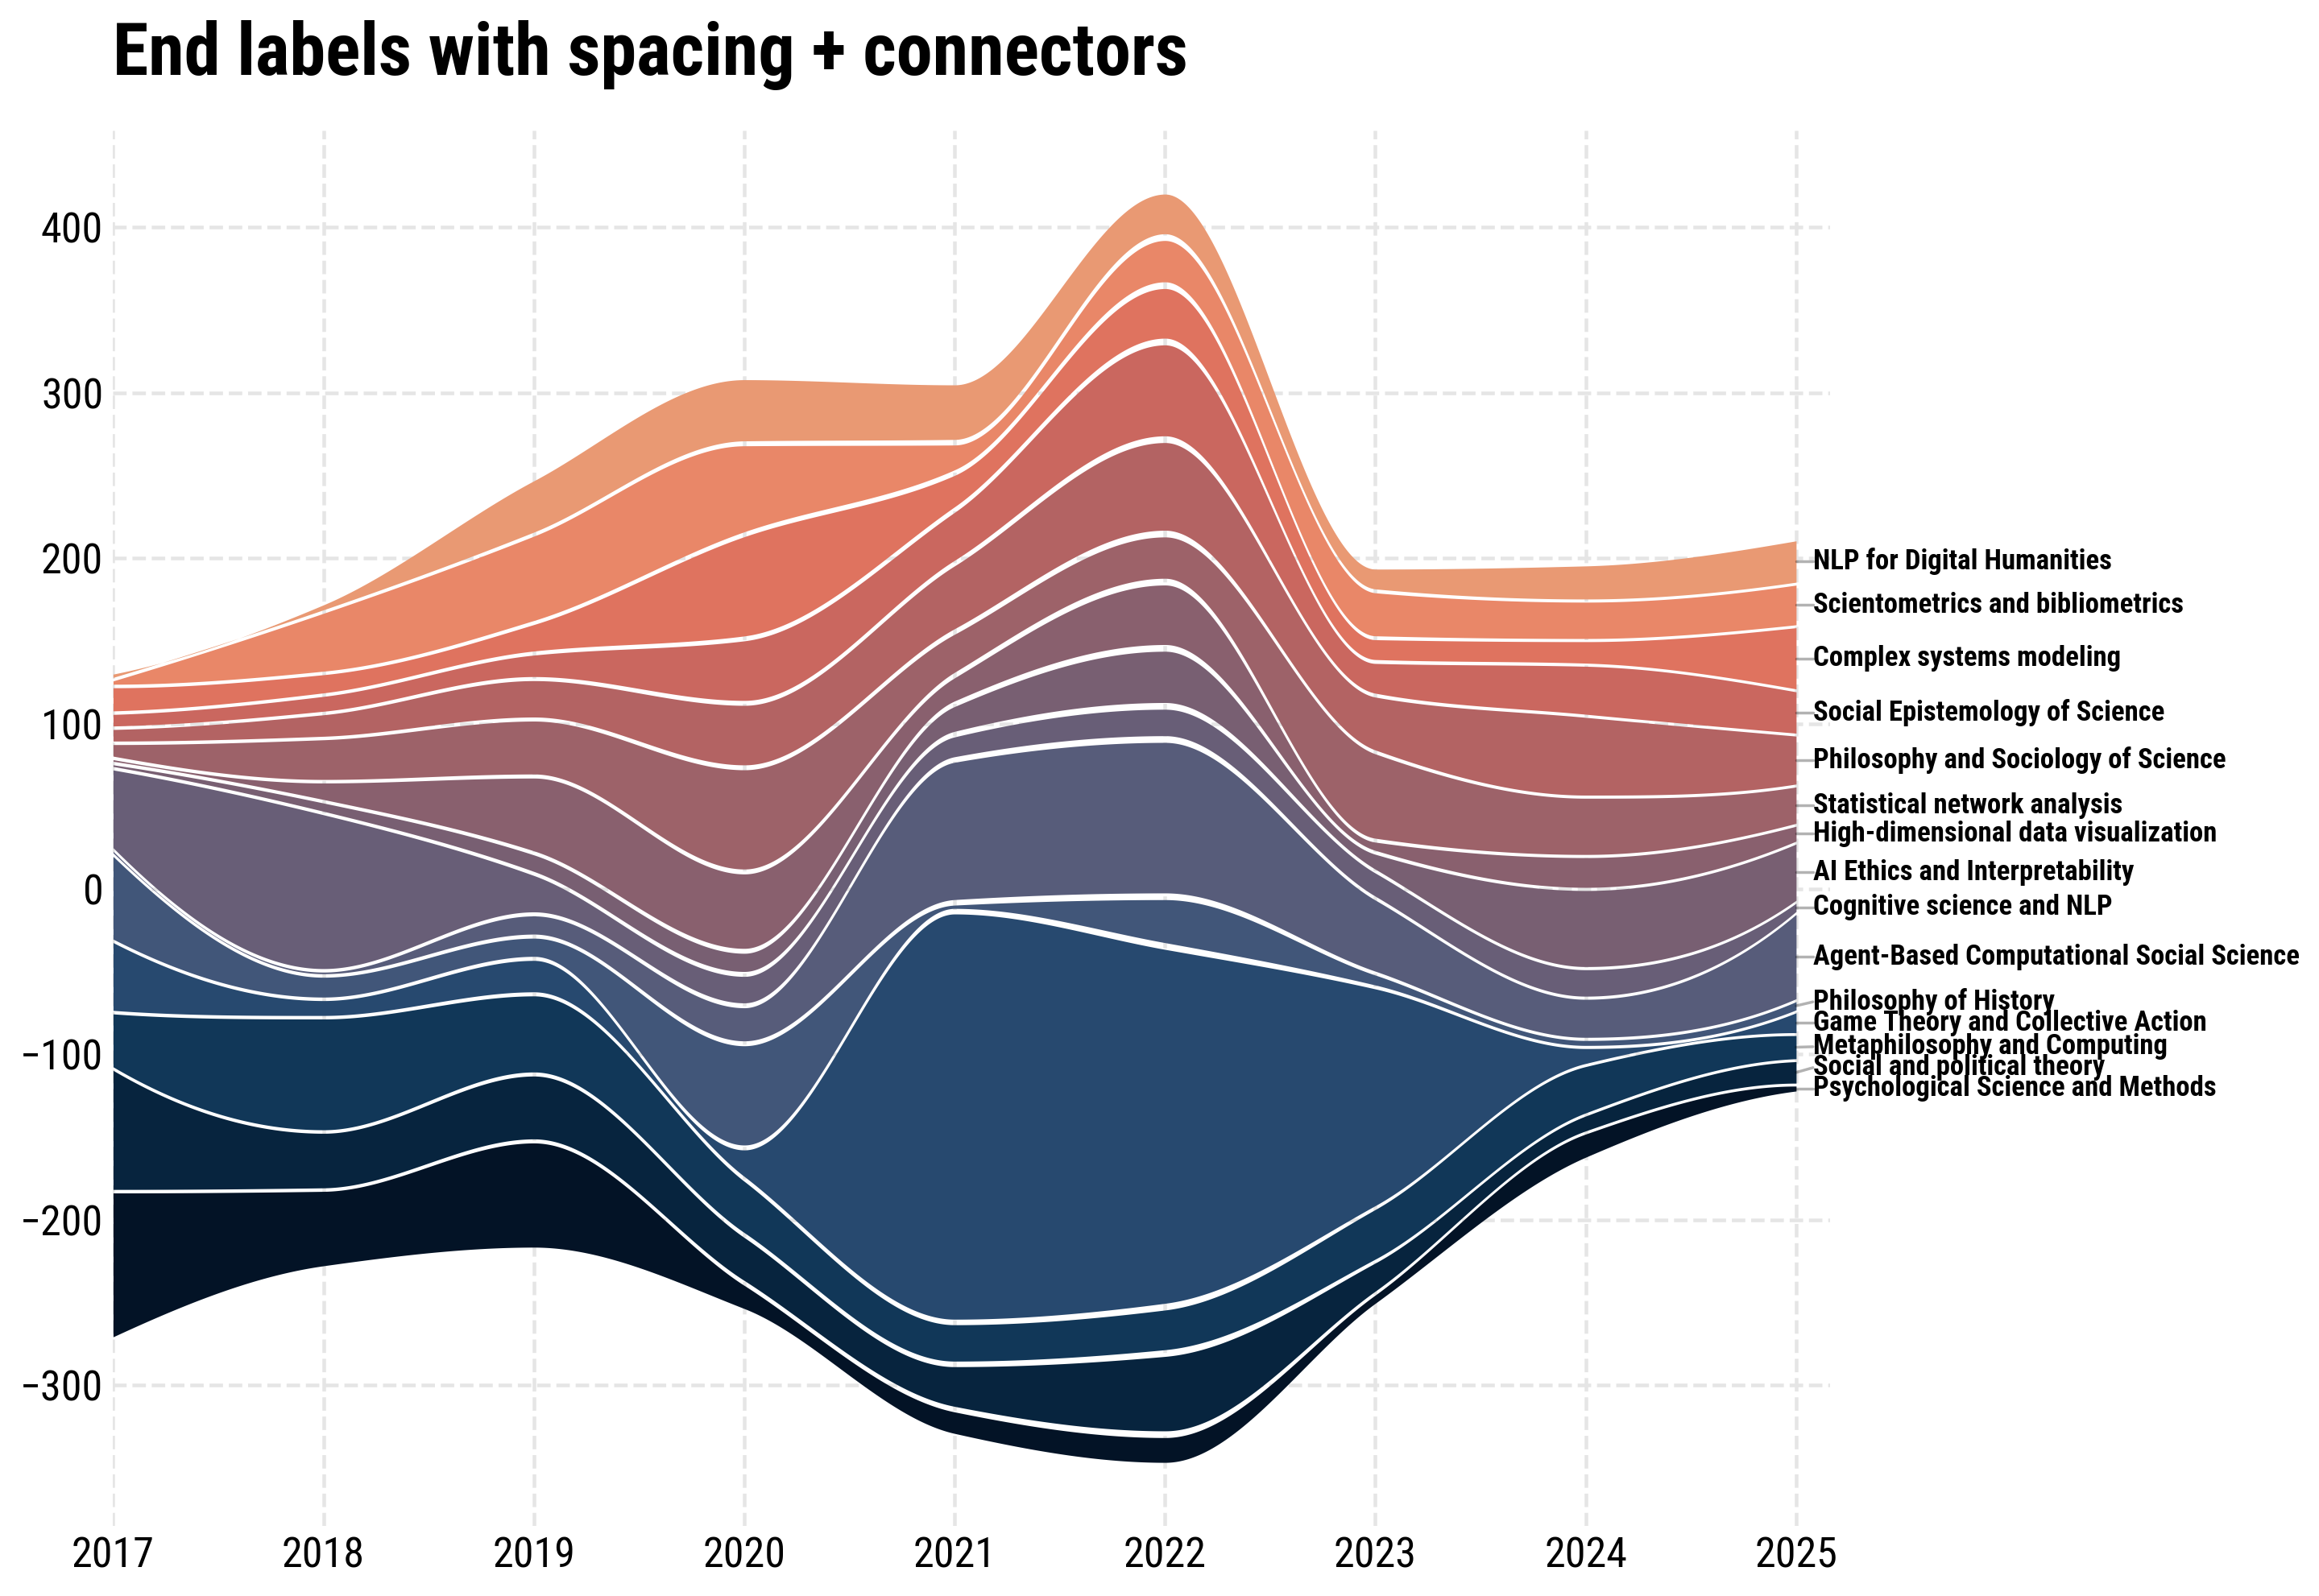 End labels with spacing + connectors
400
300
200
100
0
−100
−200
−300
NLP for Digital Humanities
Scientometrics and bibliometrics
Complex systems modeling
Social Epistemology of Science
Philosophy and Sociology of Science
Statistical network analysis
High-dimensional data visualization
AI Ethics and Interpretability
Cognitive science and NLP
Agent-Based Computational Social Science
Philosophy of History
Game Theory and Collective Action
Metaphilosophy and Computing
Social and political theory
Psychological Science and Methods
2017 2018 2019 2020 2021 2022 2023 2024 2025